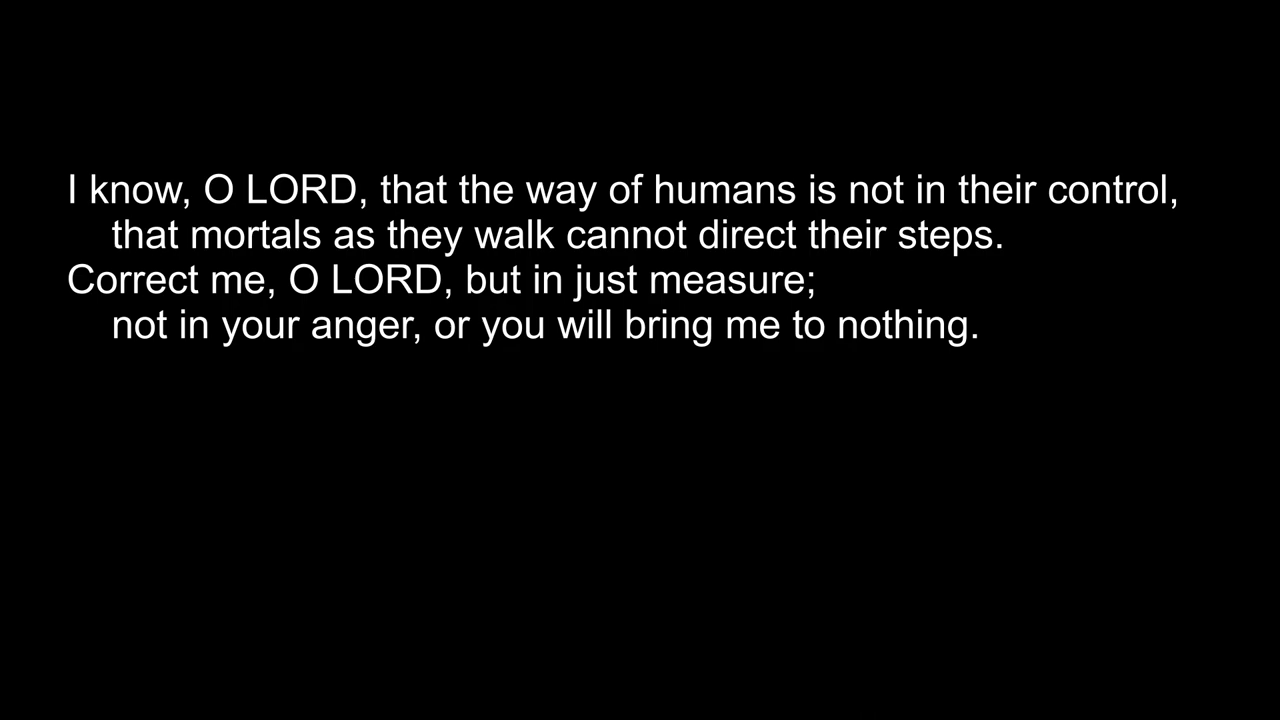 I know, O LORD, that the way of humans is not in their control,
that mortals as they walk cannot direct their steps.
Correct me, O LORD, but in just measure;
not in your anger, or you will bring me to nothing.